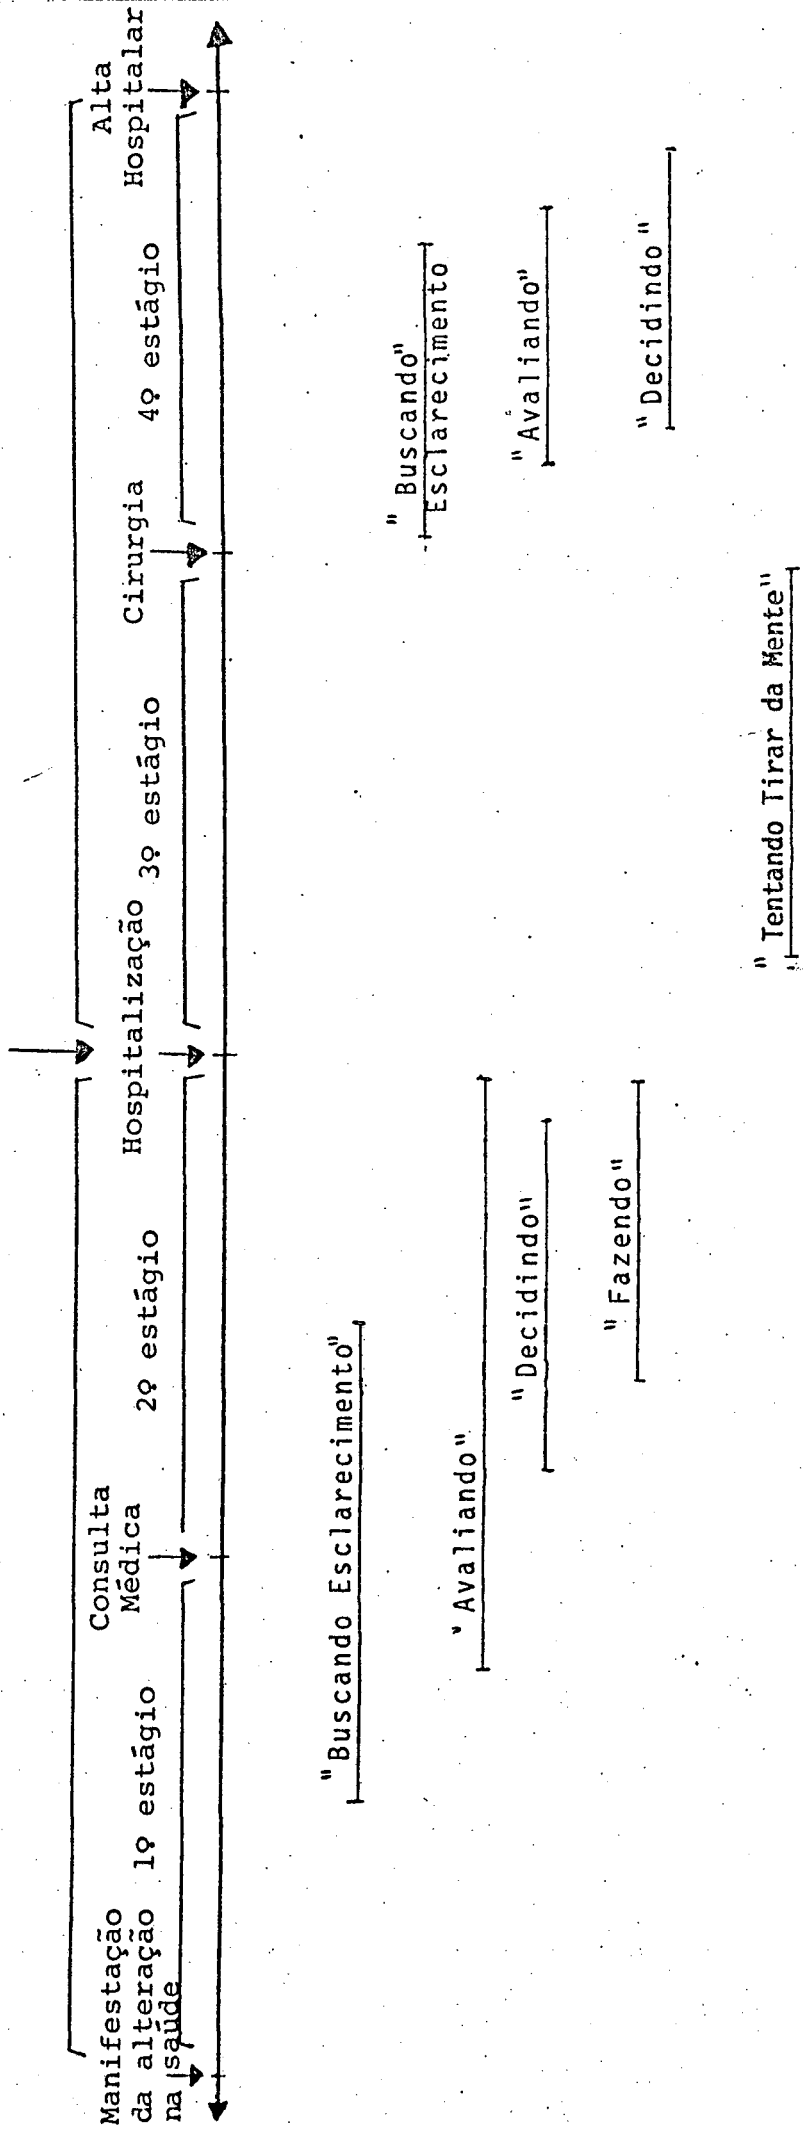 Manifestação
da alteração
na saúde
1º estágio
Consulta
Médica
2º estágio
Hospitalização
3º estágio
Cirurgia
4º estágio
Alta
Hospitalar
"Buscando Esclarecimento"
"Avaliando"
"Decidindo"
"Fazendo"
"Tentando Tirar da Mente"
"Buscando"
Esclarecimento
"Avaliando"
"Decidindo"